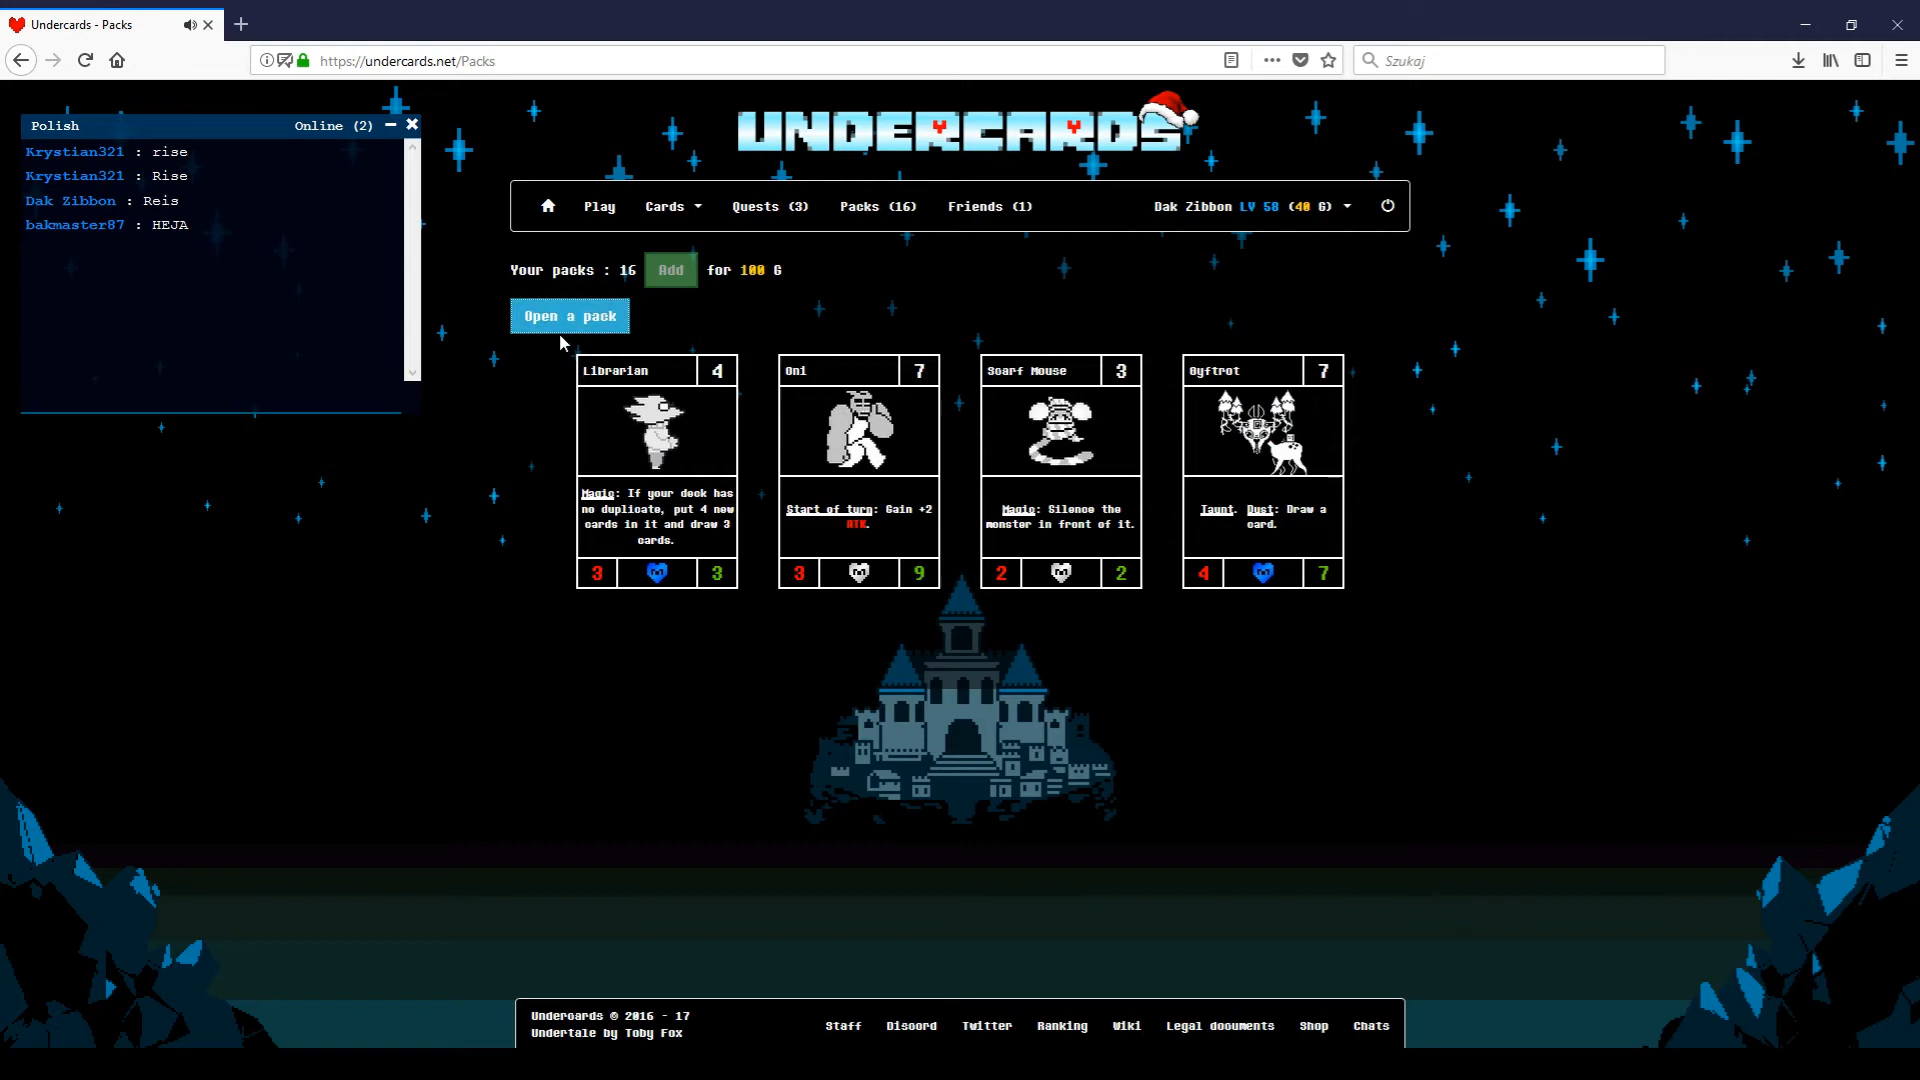 Undercards - Packs
https://undercards.net/Packs
Szukaj
Polish Online (2)
Krystian321 : rise
Krystian321 : Rise
Dak Zibbon : Reis
bakmaster87 : HEJA
UNDERCARDS
Play Cards Quests (3) Packs (16) Friends (1) Dak Zibbon LV 58 (40 G)
Your packs : 16 Add for 100 G
Open a pack
Librarian 4
Magic: If your deck has
no duplicate, put 4 new
cards in it and draw 3
cards.
3 3
Oni 7
Start of turn: Gain +2
ATK.
3 9
Scarf Mouse 3
Magic: Silence the
monster in front of it.
2 2
Gyftrot 7
Taunt. Dust: Draw a
card.
4 7
Undercards © 2016 - 17
Undertale by Toby Fox
Staff Discord Twitter Ranking Wiki Legal documents Shop Chats